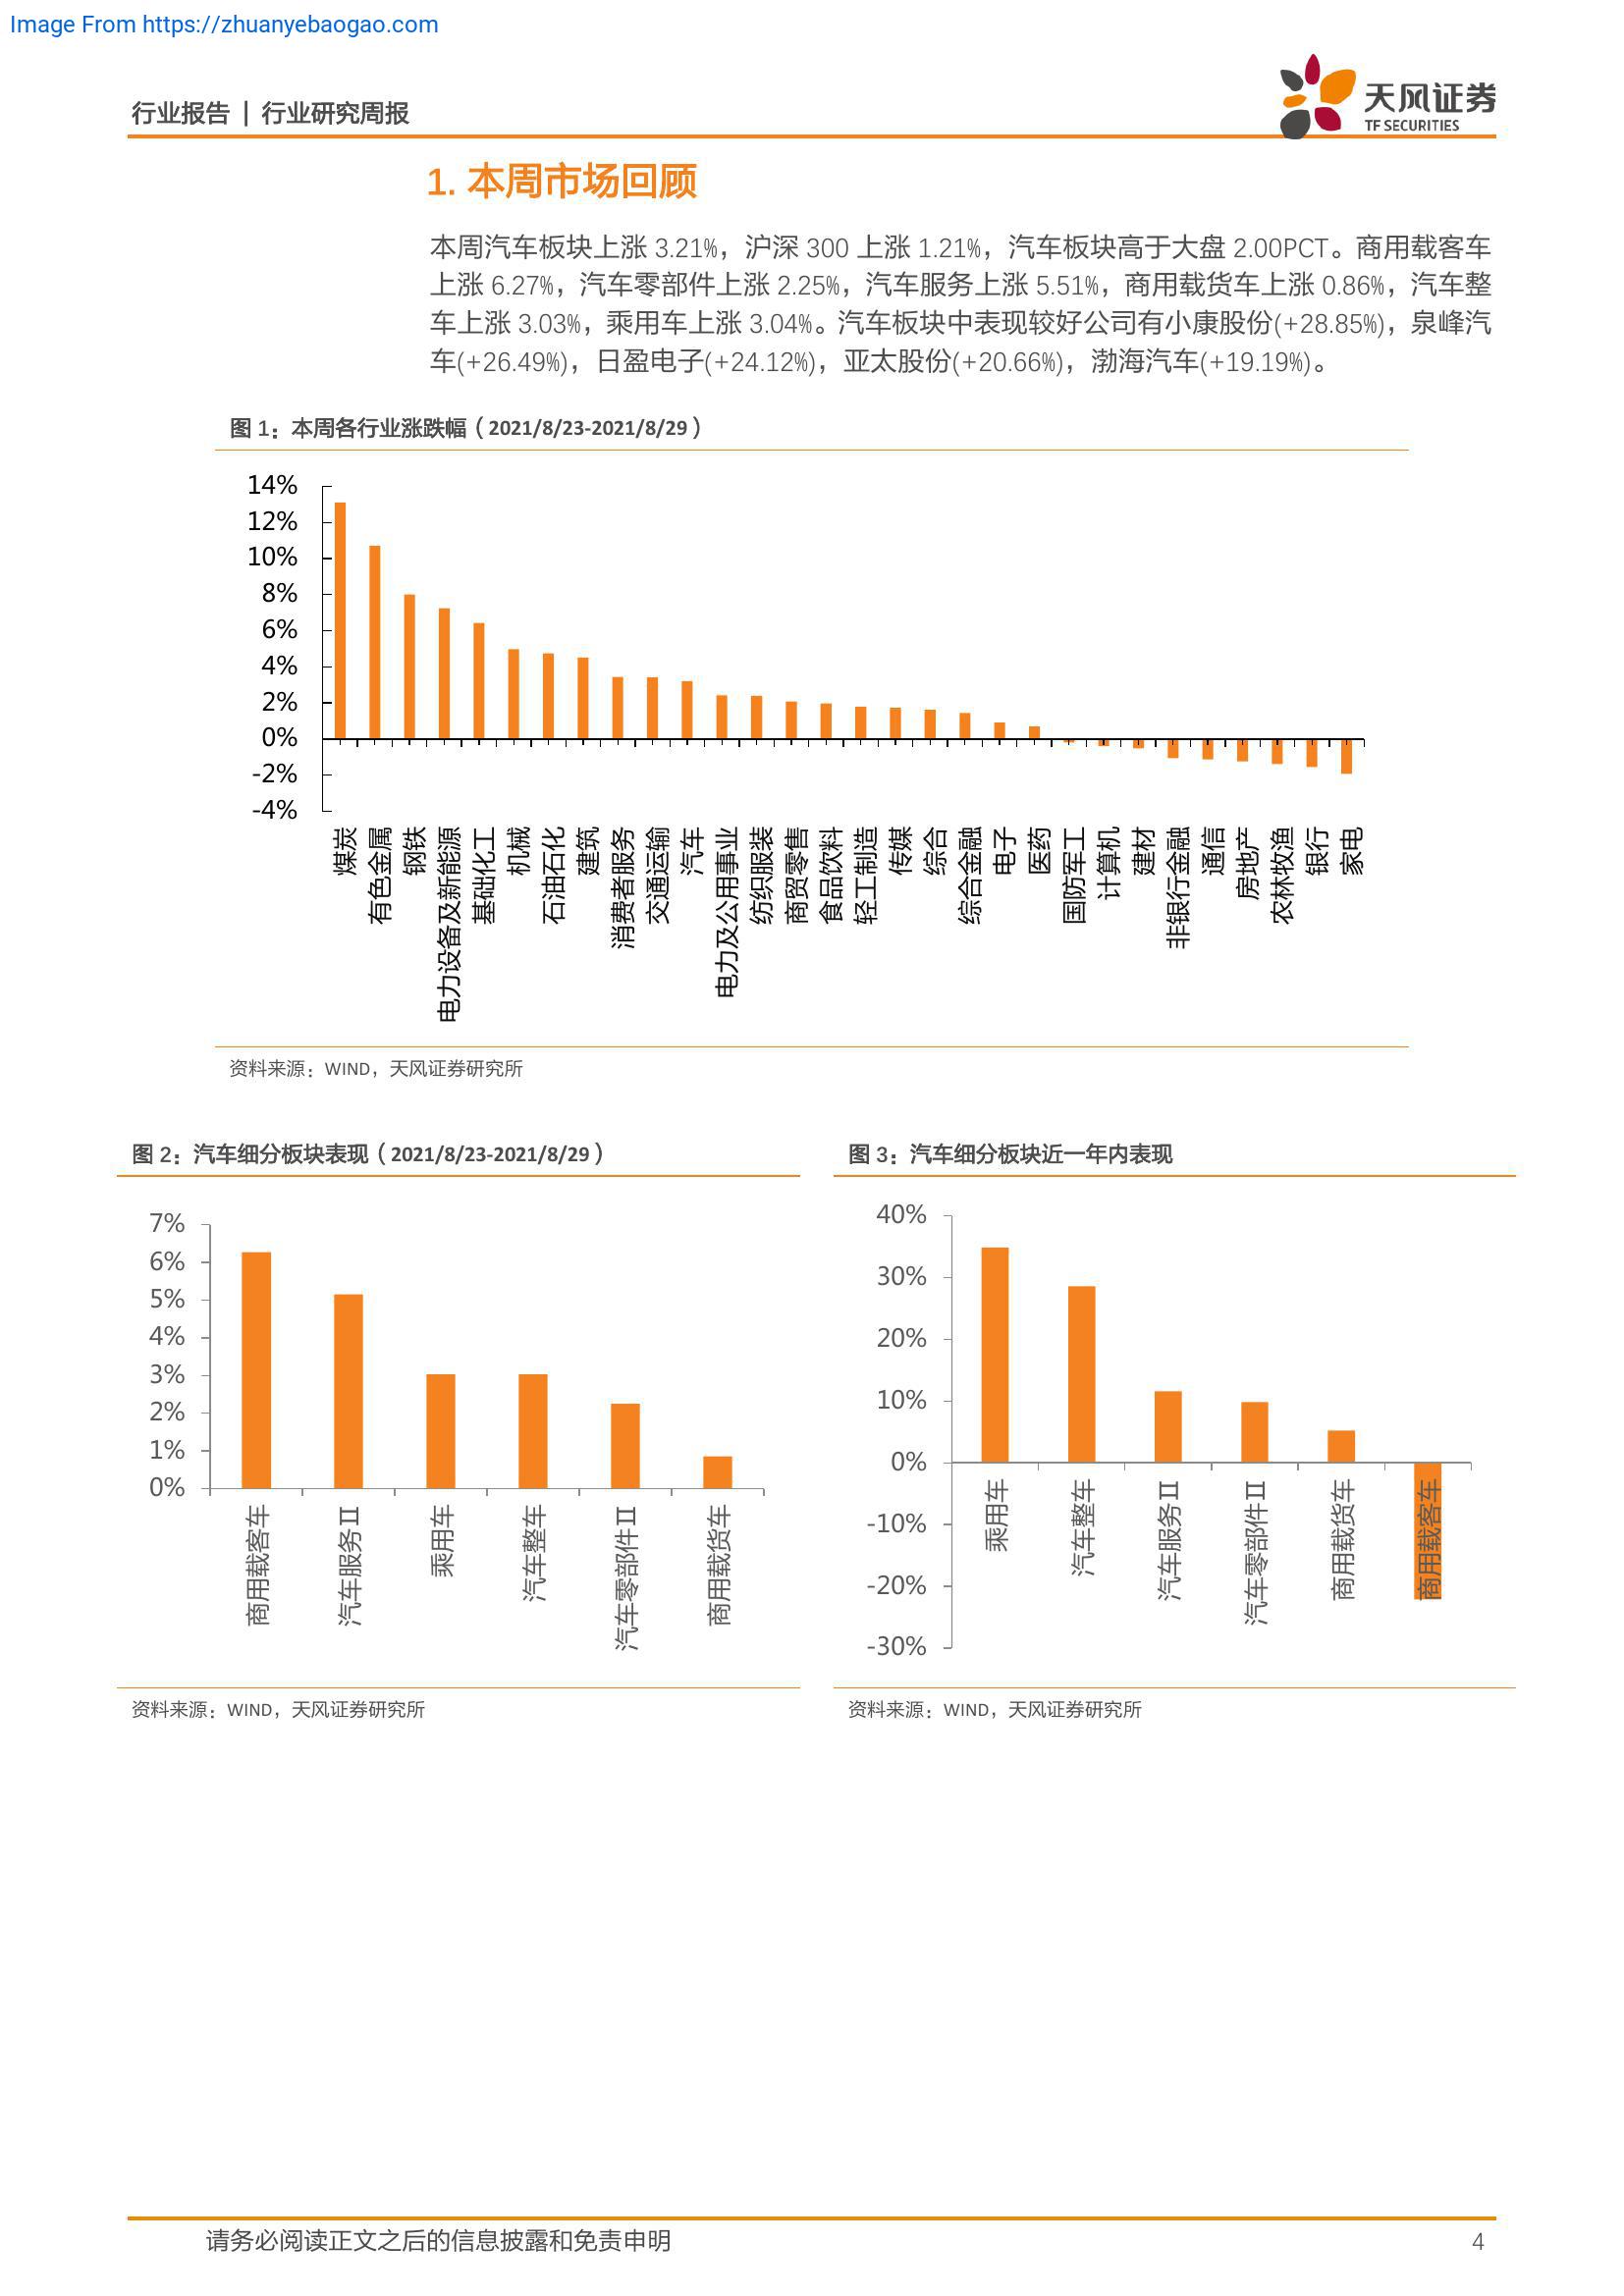 Image From https://zhuanyebaogao.com
行业报告 | 行业研究周报
天风证券
TF SECURITIES
1. 本周市场回顾
本周汽车板块上涨 3.21%，沪深 300 上涨 1.21%，汽车板块高于大盘 2.00PCT。商用载客车
上涨 6.27%，汽车零部件上涨 2.25%，汽车服务上涨 5.51%，商用载货车上涨 0.86%，汽车整
车上涨 3.03%，乘用车上涨 3.04%。汽车板块中表现较好公司有小康股份(+28.85%)，泉峰汽
车(+26.49%)，日盈电子(+24.12%)，亚太股份(+20.66%)，渤海汽车(+19.19%)。
图 1：本周各行业涨跌幅（2021/8/23-2021/8/29）
14%
12%
10%
8%
6%
4%
2%
0%
-2%
-4%
煤炭
有色金属
钢铁
电力设备及新能源
基础化工
机械
石油石化
建筑
消费者服务
交通运输
汽车
电力及公用事业
纺织服装
商贸零售
食品饮料
轻工制造
传媒
综合
综合金融
电子
医药
国防军工
计算机
建材
非银行金融
通信
房地产
农林牧渔
银行
家电
资料来源：WIND，天风证券研究所
图 2：汽车细分板块表现（2021/8/23-2021/8/29）
7%
6%
5%
4%
3%
2%
1%
0%
商用载客车
汽车服务Ⅱ
乘用车
汽车整车
汽车零部件Ⅱ
商用载货车
资料来源：WIND，天风证券研究所
图 3：汽车细分板块近一年内表现
40%
30%
20%
10%
0%
-10%
-20%
-30%
乘用车
汽车整车
汽车服务Ⅱ
汽车零部件Ⅱ
商用载货车
商用载客车
资料来源：WIND，天风证券研究所
请务必阅读正文之后的信息披露和免责申明
4